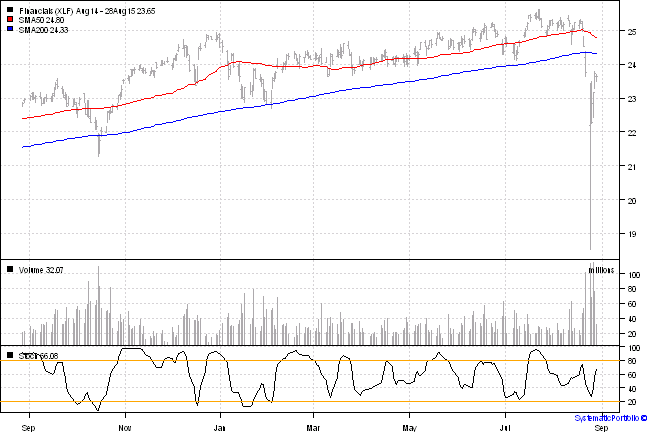 Financials (XLF) Aug 14 - 28Aug15 23.65
SMA50 24.80
SMA200 24.33
25
24
23
22
21
20
19
Volume 32.07
millions
100
80
60
40
20
Stoch 66.08
100
80
60
40
20
Sep
Nov
Jan
Mar
May
Jul
Sep
SystematicPortfolio ©